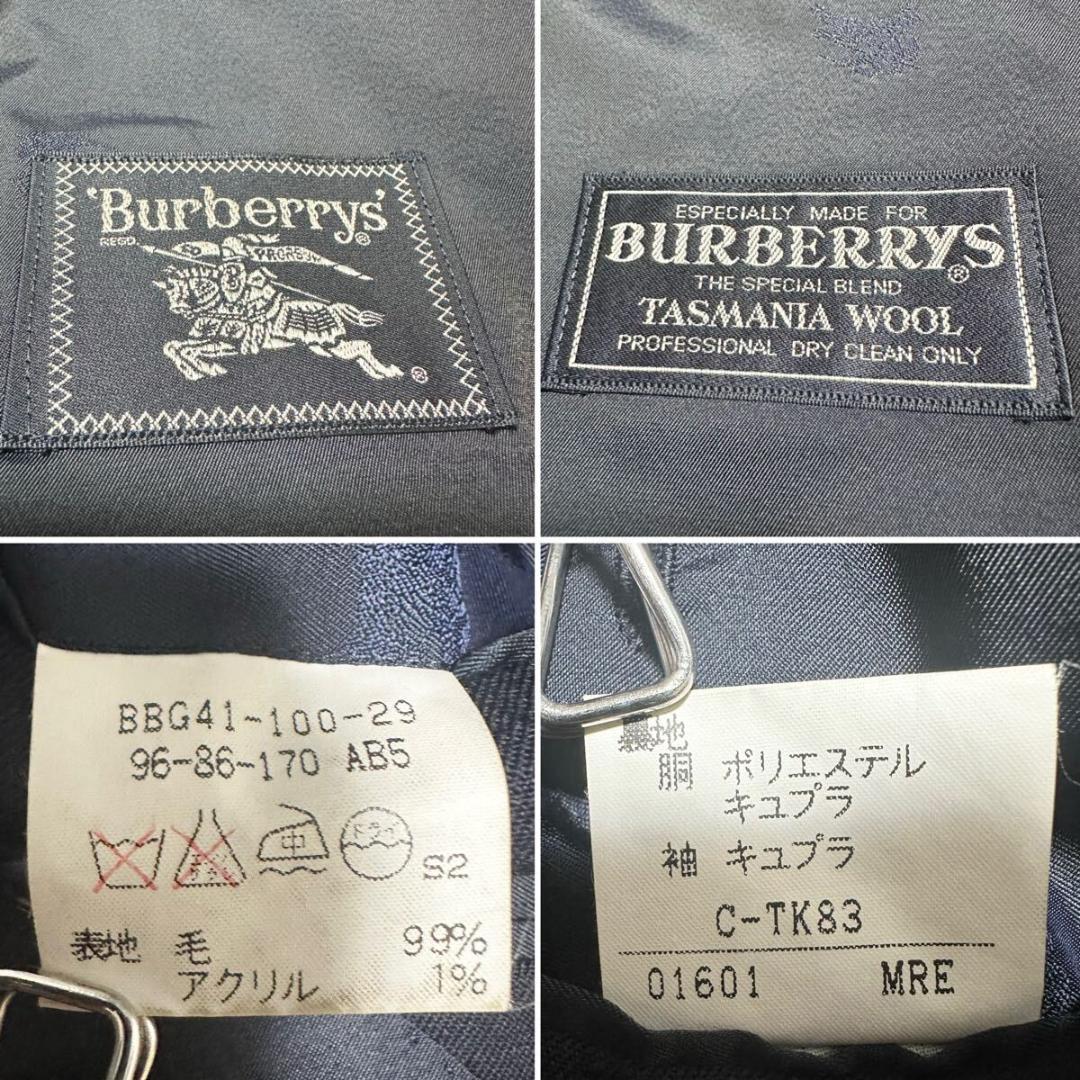 'Burberrys'®
REGD.
PRORSUM
®
ESPECIALLY MADE FOR
BURBERRYS®
THE SPECIAL BLEND
TASMANIA WOOL
PROFESSIONAL DRY CLEAN ONLY
BBG41-100-29
96-86-170 AB5
中 ドライ S2
表地 毛 99%
アクリル 1%
裏地
胴 ポリエステル
キュプラ
袖 キュプラ
C-TK83
01601 MRE